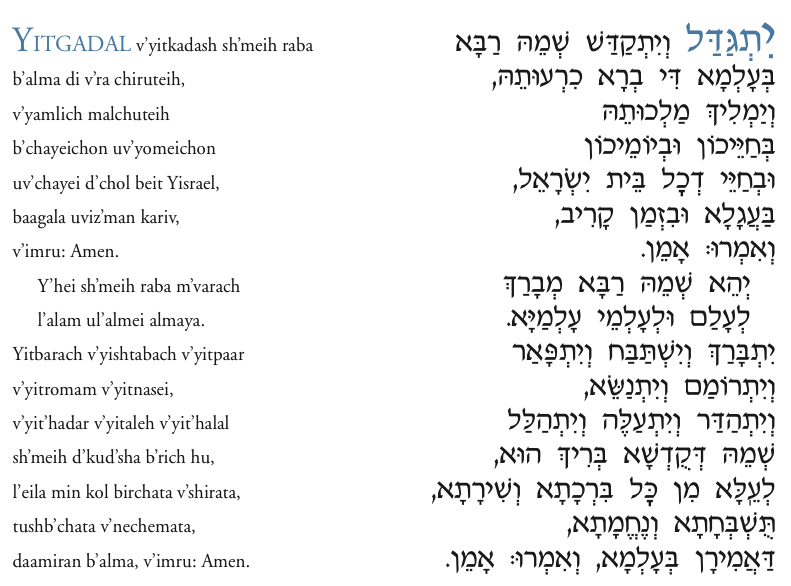 YITGADAL v’yitkadash sh’meih raba
b’alma di v’ra chiruteih,
v’yamlich malchuteih
b’chayeichon uv’yomeichon
uv’chayei d’chol beit Yisrael,
baagala uviz’man kariv,
v’imru: Amen.
Y’hei sh’meih raba m’varach
l’alam ul’almei almaya.
Yitbarach v’yishtabach v’yitpaar
v’yitromam v’yitnasei,
v’yit’hadar v’yitaleh v’yit’halal
sh’meih d’kud’sha b’rich hu,
l’eila min kol birchata v’shirata,
tushb’chata v’nechemata,
daamiran b’alma, v’imru: Amen.
יִתְגַּדַּל וְיִתְקַדַּשׁ שְׁמֵהּ רַבָּא
בְּעָלְמָא דִּי בְרָא כִרְעוּתֵהּ,
וְיַמְלִיךְ מַלְכוּתֵהּ
בְּחַיֵּיכוֹן וּבְיוֹמֵיכוֹן
וּבְחַיֵּי דְכׇל בֵּית יִשְׂרָאֵל,
בַּעֲגָלָא וּבִזְמַן קָרִיב,
וְאִמְרוּ: אָמֵן.
יְהֵא שְׁמֵהּ רַבָּא מְבָרַךְ
לְעָלַם וּלְעָלְמֵי עָלְמַיָּא.
יִתְבָּרַךְ וְיִשְׁתַּבַּח וְיִתְפָּאַר
וְיִתְרוֹמַם וְיִתְנַשֵּׂא,
וְיִתְהַדַּר וְיִתְעַלֶּה וְיִתְהַלַּל
שְׁמֵהּ דְּקֻדְשָׁא בְּרִיךְ הוּא,
לְעֵֽלָּא מִן כׇּל בִּרְכָתָא וְשִׁירָתָא,
תֻּשְׁבְּחָתָא וְנֶחֱמָתָא,
דַּאֲמִירָן בְּעָלְמָא, וְאִמְרוּ: אָמֵן.